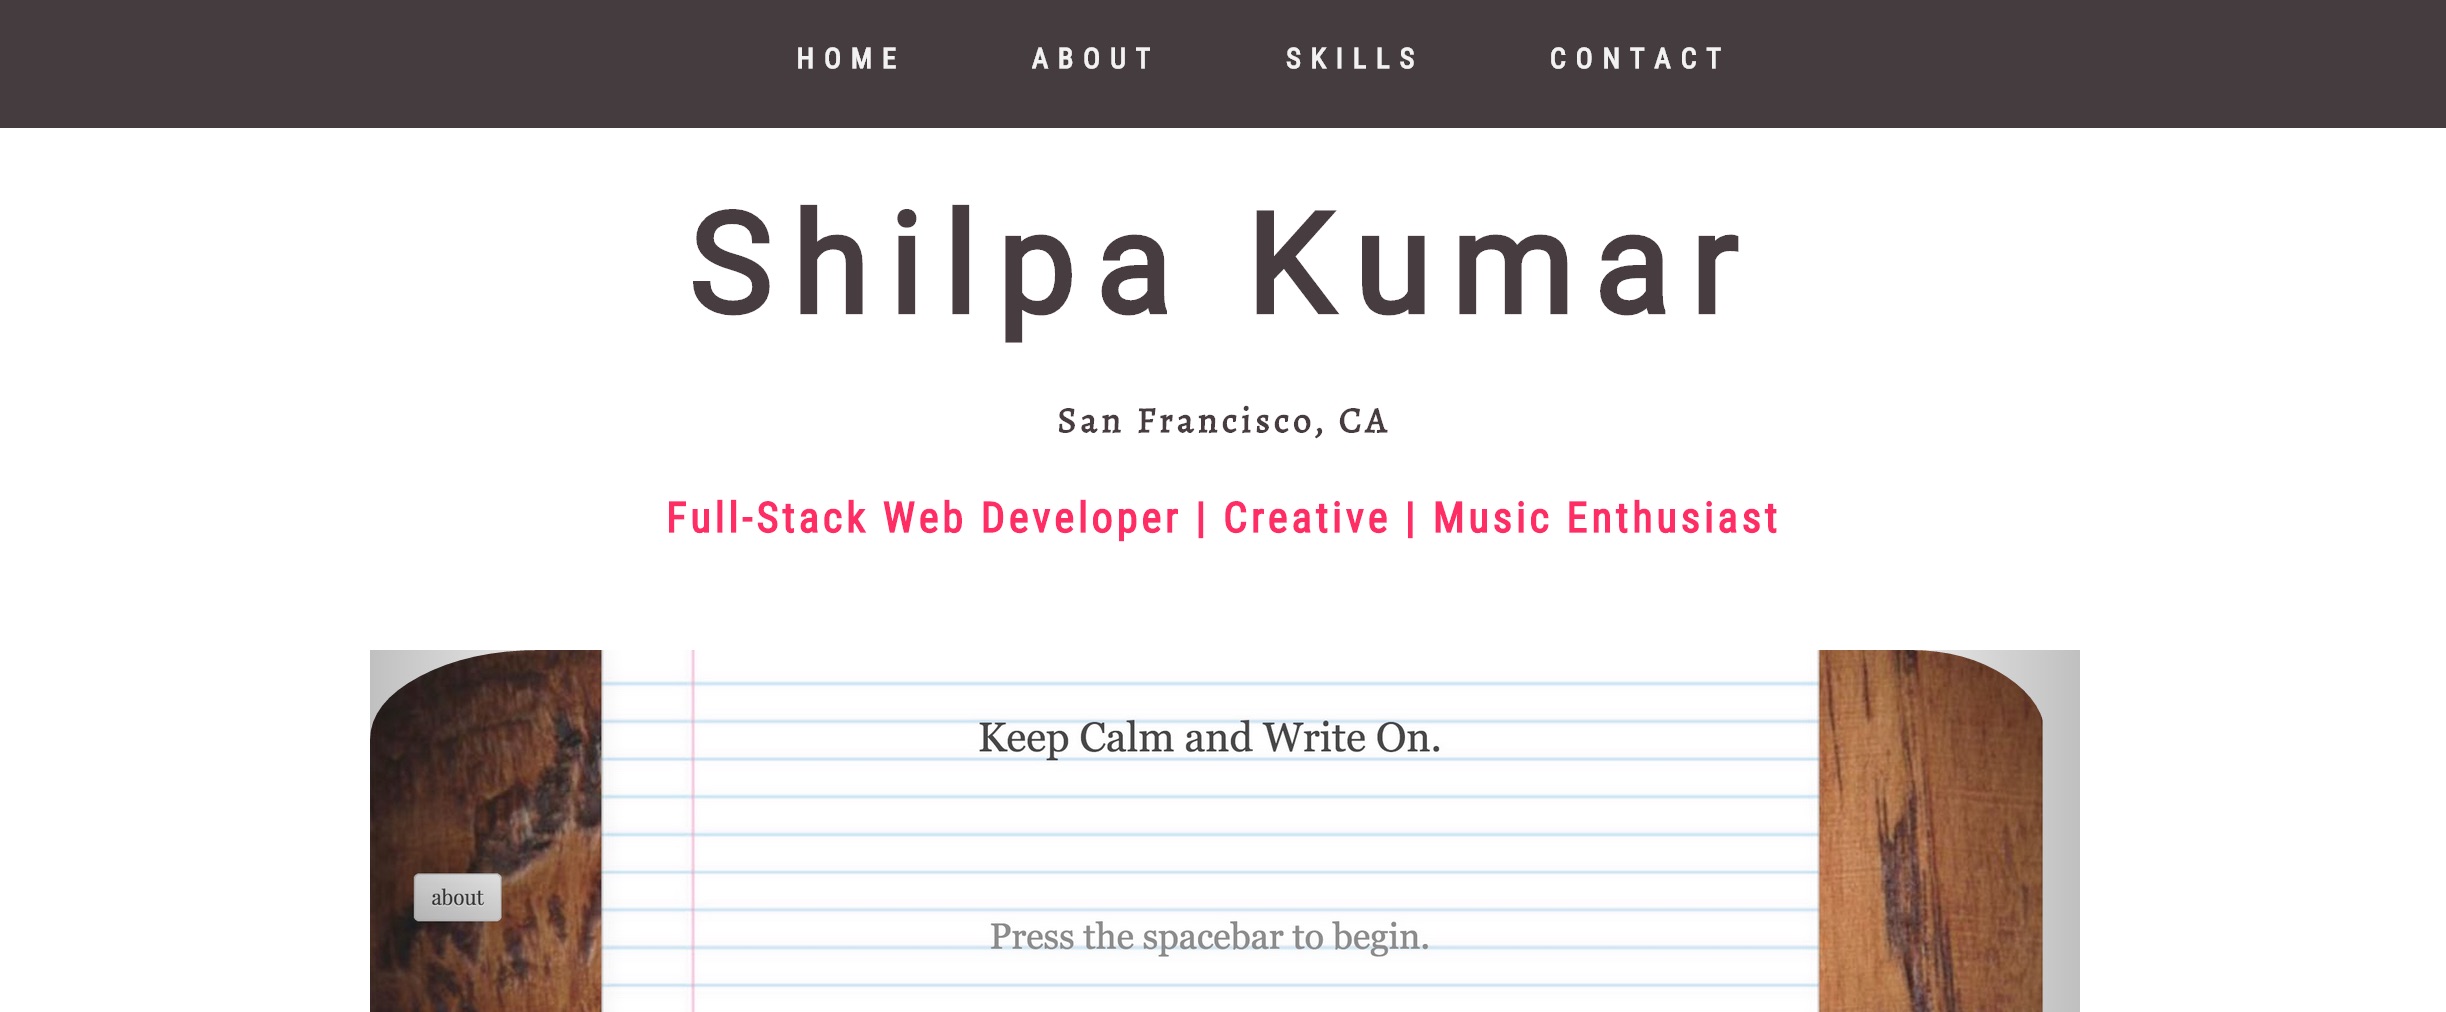 HOME ABOUT SKILLS CONTACT
Shilpa Kumar
San Francisco, CA
Full-Stack Web Developer | Creative | Music Enthusiast
Keep Calm and Write On.
about
Press the spacebar to begin.